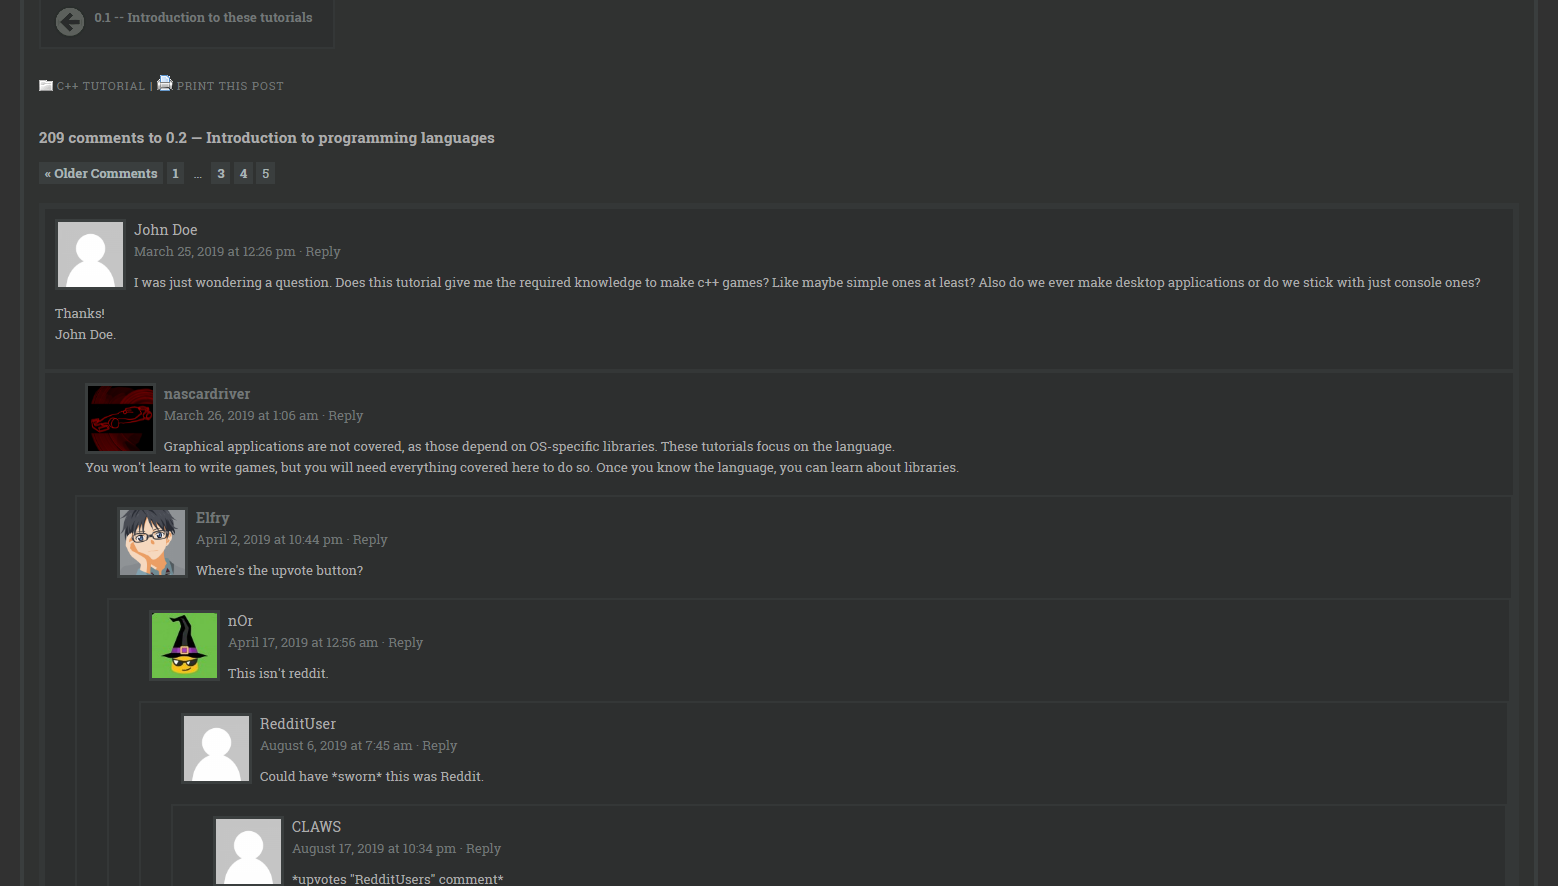 0.1 -- Introduction to these tutorials
C++ TUTORIAL | PRINT THIS POST
209 comments to 0.2 — Introduction to programming languages
« Older Comments 1 ... 3 4 5
John Doe
March 25, 2019 at 12:26 pm · Reply
I was just wondering a question. Does this tutorial give me the required knowledge to make c++ games? Like maybe simple ones at least? Also do we ever make desktop applications or do we stick with just console ones?
Thanks!
John Doe.
nascardriver
March 26, 2019 at 1:06 am · Reply
Graphical applications are not covered, as those depend on OS-specific libraries. These tutorials focus on the language.
You won't learn to write games, but you will need everything covered here to do so. Once you know the language, you can learn about libraries.
Elfry
April 2, 2019 at 10:44 pm · Reply
Where's the upvote button?
nOr
April 17, 2019 at 12:56 am · Reply
This isn't reddit.
RedditUser
August 6, 2019 at 7:45 am · Reply
Could have *sworn* this was Reddit.
CLAWS
August 17, 2019 at 10:34 pm · Reply
*upvotes "RedditUsers" comment*